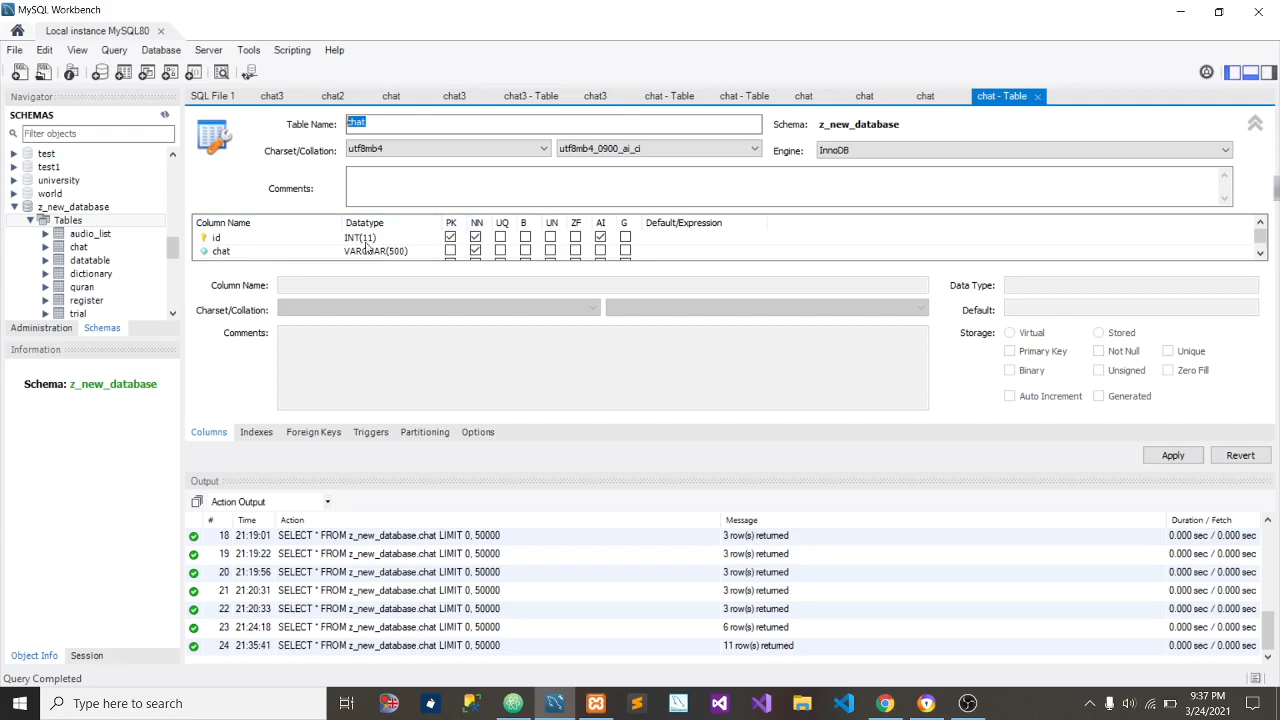 MySQL Workbench
Local instance MySQL80
File Edit View Query Database Server Tools Scripting Help
Navigator
SCHEMAS
Filter objects
test
test1
university
world
z_new_database
Tables
audio_list
chat
datatable
dictionary
quran
register
trial
Administration Schemas
Information
Schema: z_new_database
Object Info Session
Query Completed
SQL File 1 chat3 chat2 chat chat3 chat3 - Table chat3 chat - Table chat - Table chat chat chat chat - Table
Table Name: chat Schema: z_new_database
Charset/Collation: utf8mb4 utf8mb4_0900_ai_ci Engine: InnoDB
Comments:
Column Name Datatype PK NN UQ B UN ZF AI G Default/Expression
id INT(11)
chat VARCHAR(500)
Column Name: Data Type:
Charset/Collation: Default:
Comments: Storage: Virtual Stored
Primary Key Not Null Unique
Binary Unsigned Zero Fill
Auto Increment Generated
Columns Indexes Foreign Keys Triggers Partitioning Options
Apply Revert
Output
Action Output
# Time Action Message Duration / Fetch
18 21:19:01 SELECT * FROM z_new_database.chat LIMIT 0, 50000 3 row(s) returned 0.000 sec / 0.000 sec
19 21:19:22 SELECT * FROM z_new_database.chat LIMIT 0, 50000 3 row(s) returned 0.000 sec / 0.000 sec
20 21:19:56 SELECT * FROM z_new_database.chat LIMIT 0, 50000 3 row(s) returned 0.000 sec / 0.000 sec
21 21:20:31 SELECT * FROM z_new_database.chat LIMIT 0, 50000 3 row(s) returned 0.000 sec / 0.000 sec
22 21:20:33 SELECT * FROM z_new_database.chat LIMIT 0, 50000 3 row(s) returned 0.000 sec / 0.000 sec
23 21:24:18 SELECT * FROM z_new_database.chat LIMIT 0, 50000 6 row(s) returned 0.000 sec / 0.000 sec
24 21:35:41 SELECT * FROM z_new_database.chat LIMIT 0, 50000 11 row(s) returned 0.000 sec / 0.000 sec
Type here to search
9:37 PM
3/24/2021